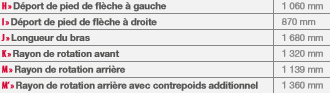 H » Déport de pied de flèche à gauche 1 060 mm
I » Déport de pied de flèche à droite 870 mm
J » Longueur du bras 1 680 mm
K » Rayon de rotation avant 1 320 mm
M » Rayon de rotation arrière 1 139 mm
M' » Rayon de rotation arrière avec contrepoids additionnel 1 360 mm